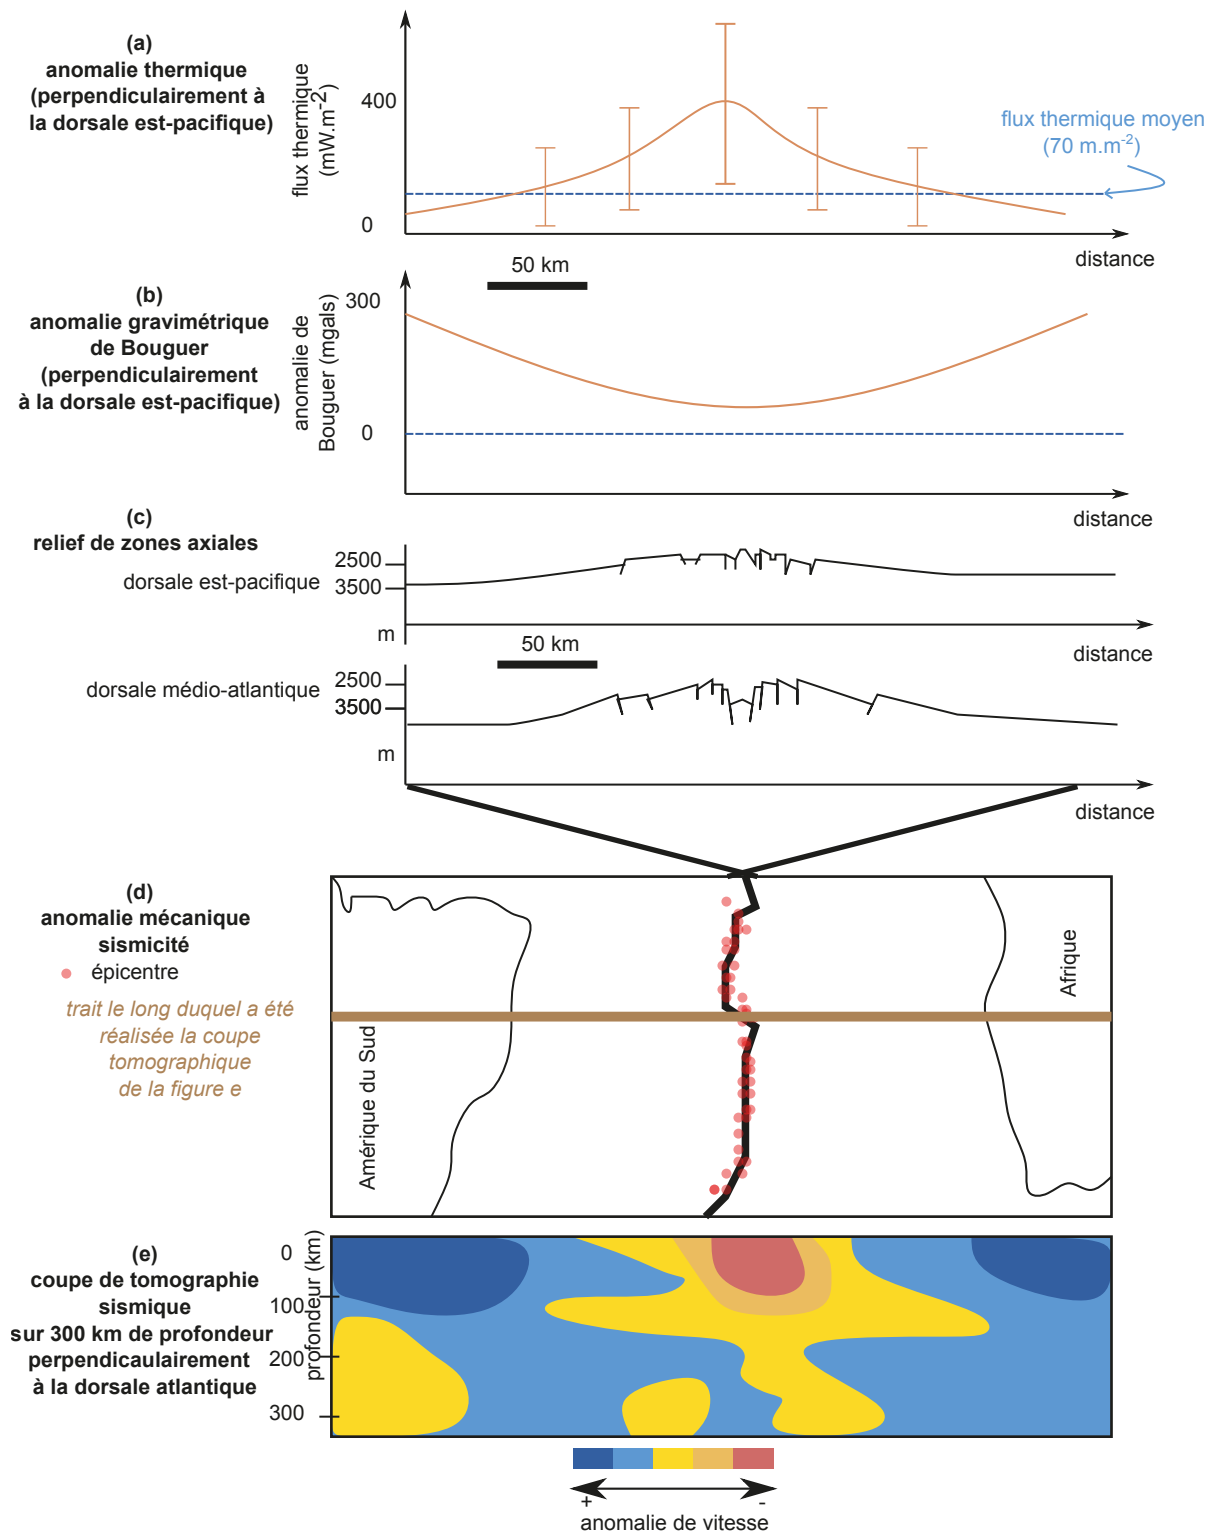 (a)
anomalie thermique
(perpendiculairement à
la dorsale est-pacifique)
flux thermique
(mW.m-2)
400
0
flux thermique moyen
(70 m.m-2)
distance
50 km
(b)
anomalie gravimétrique
de Bouguer
(perpendiculairement
à la dorsale est-pacifique)
anomalie de
Bouguer (mgals)
300
0
distance
(c)
relief de zones axiales
dorsale est-pacifique
2500
3500
m
distance
50 km
dorsale médio-atlantique
2500
3500
m
distance
(d)
anomalie mécanique
sismicité
épicentre
trait le long duquel a été
réalisée la coupe
tomographique
de la figure e
Amérique du Sud
Afrique
(e)
coupe de tomographie
sismique
sur 300 km de profondeur
perpendicaulairement
à la dorsale atlantique
profondeur (km)
0
100
200
300
+
-
anomalie de vitesse